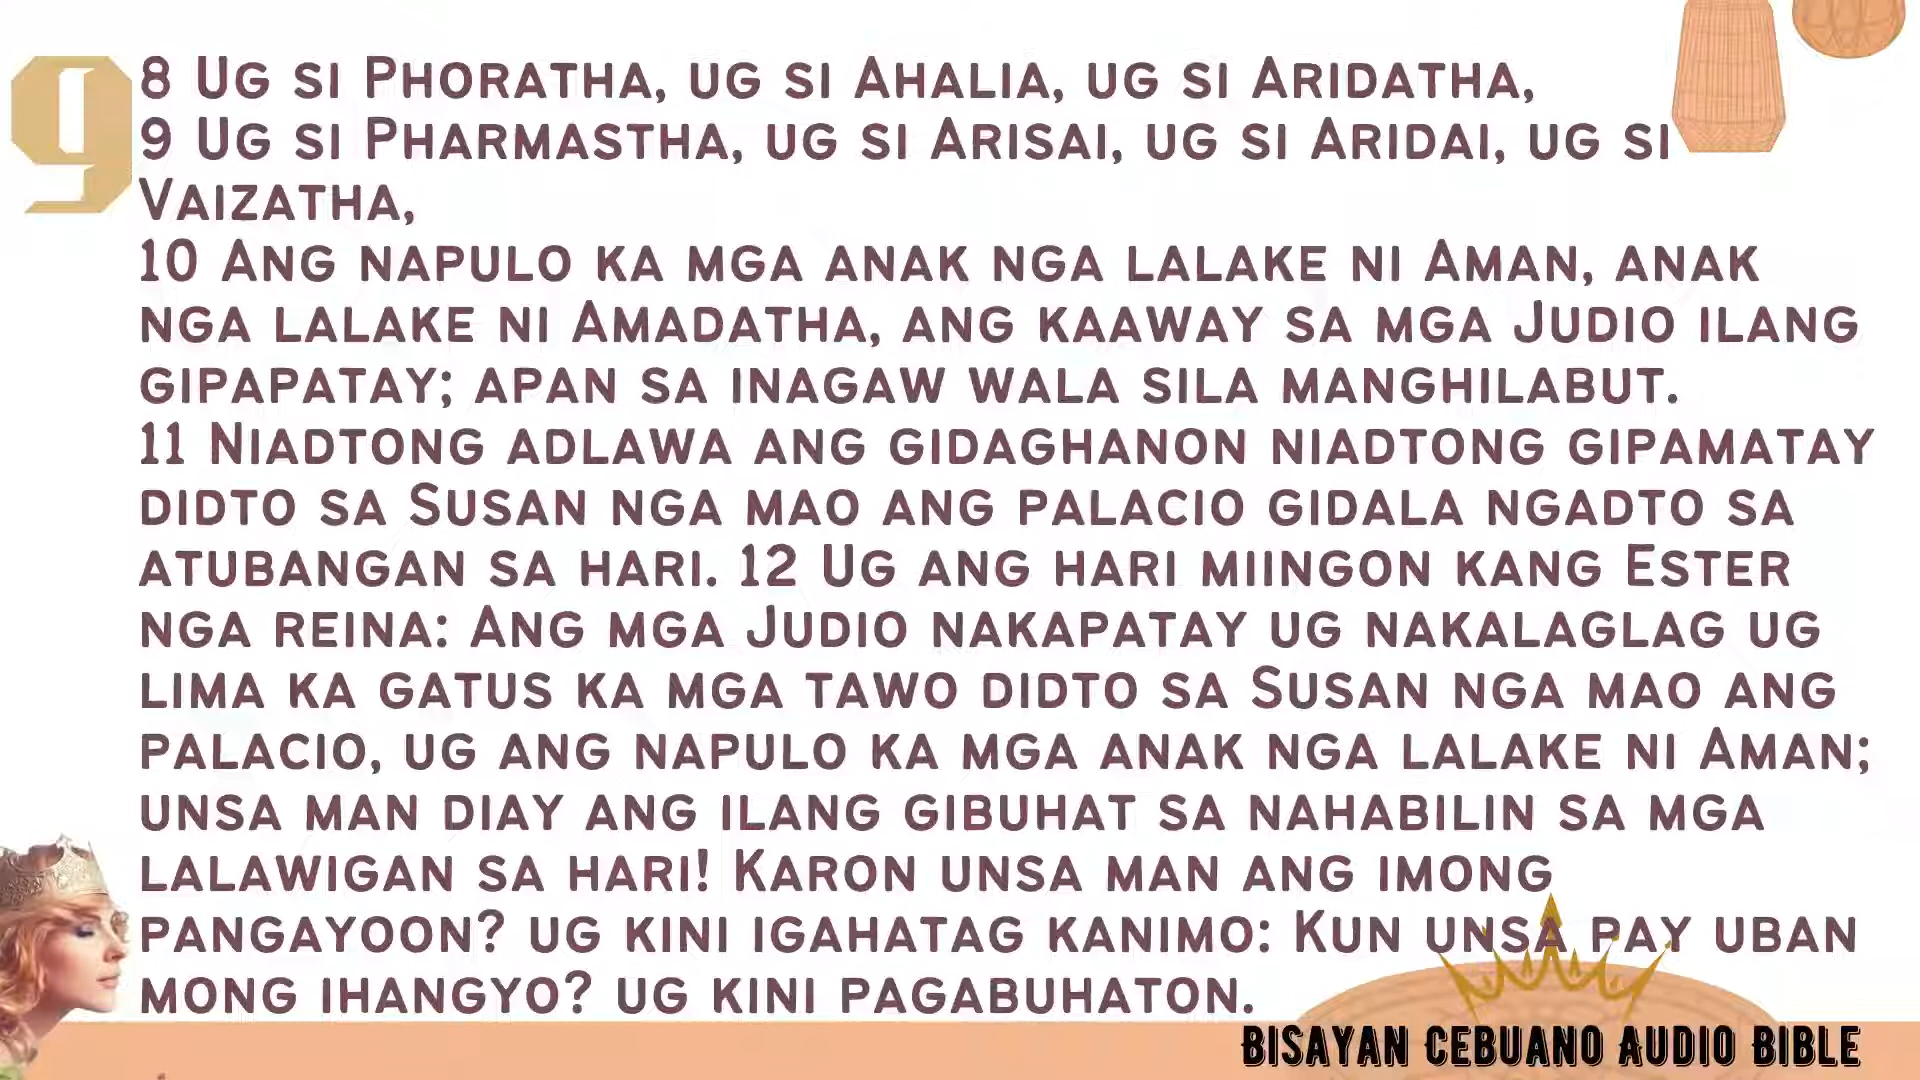 9
8 Ug si Phoratha, ug si Ahalia, ug si Aridatha,
9 Ug si Pharmastha, ug si Arisai, ug si Aridai, ug si
Vaizatha,
10 Ang napulo ka mga anak nga lalake ni Aman, anak
nga lalake ni Amadatha, ang kaaway sa mga Judio ilang
gipapatay; apan sa inagaw wala sila manghilabut.
11 Niadtong adlawa ang gidaghanon niadtong gipamatay
didto sa Susan nga mao ang palacio gidala ngadto sa
atubangan sa hari. 12 Ug ang hari miingon kang Ester
nga reina: Ang mga Judio nakapatay ug nakalaglag ug
lima ka gatus ka mga tawo didto sa Susan nga mao ang
palacio, ug ang napulo ka mga anak nga lalake ni Aman;
unsa man diay ang ilang gibuhat sa nahabilin sa mga
lalawigan sa hari! Karon unsa man ang imong
pangayoon? ug kini igahatag kanimo: Kun unsa pay uban
mong ihangyo? ug kini pagabuhaton.
BISAYAN CEBUANO AUDIO BIBLE